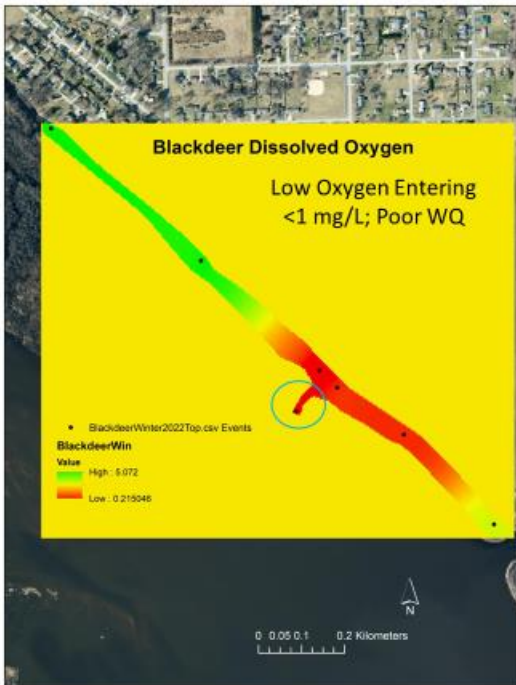 Blackdeer Dissolved Oxygen
Low Oxygen Entering
<1 mg/L; Poor WQ
BlackdeerWinter2022Top.csv Events
BlackdeerWin
Value
High : 5.072
Low : 0.215046
0 0.05 0.1 0.2 Kilometers